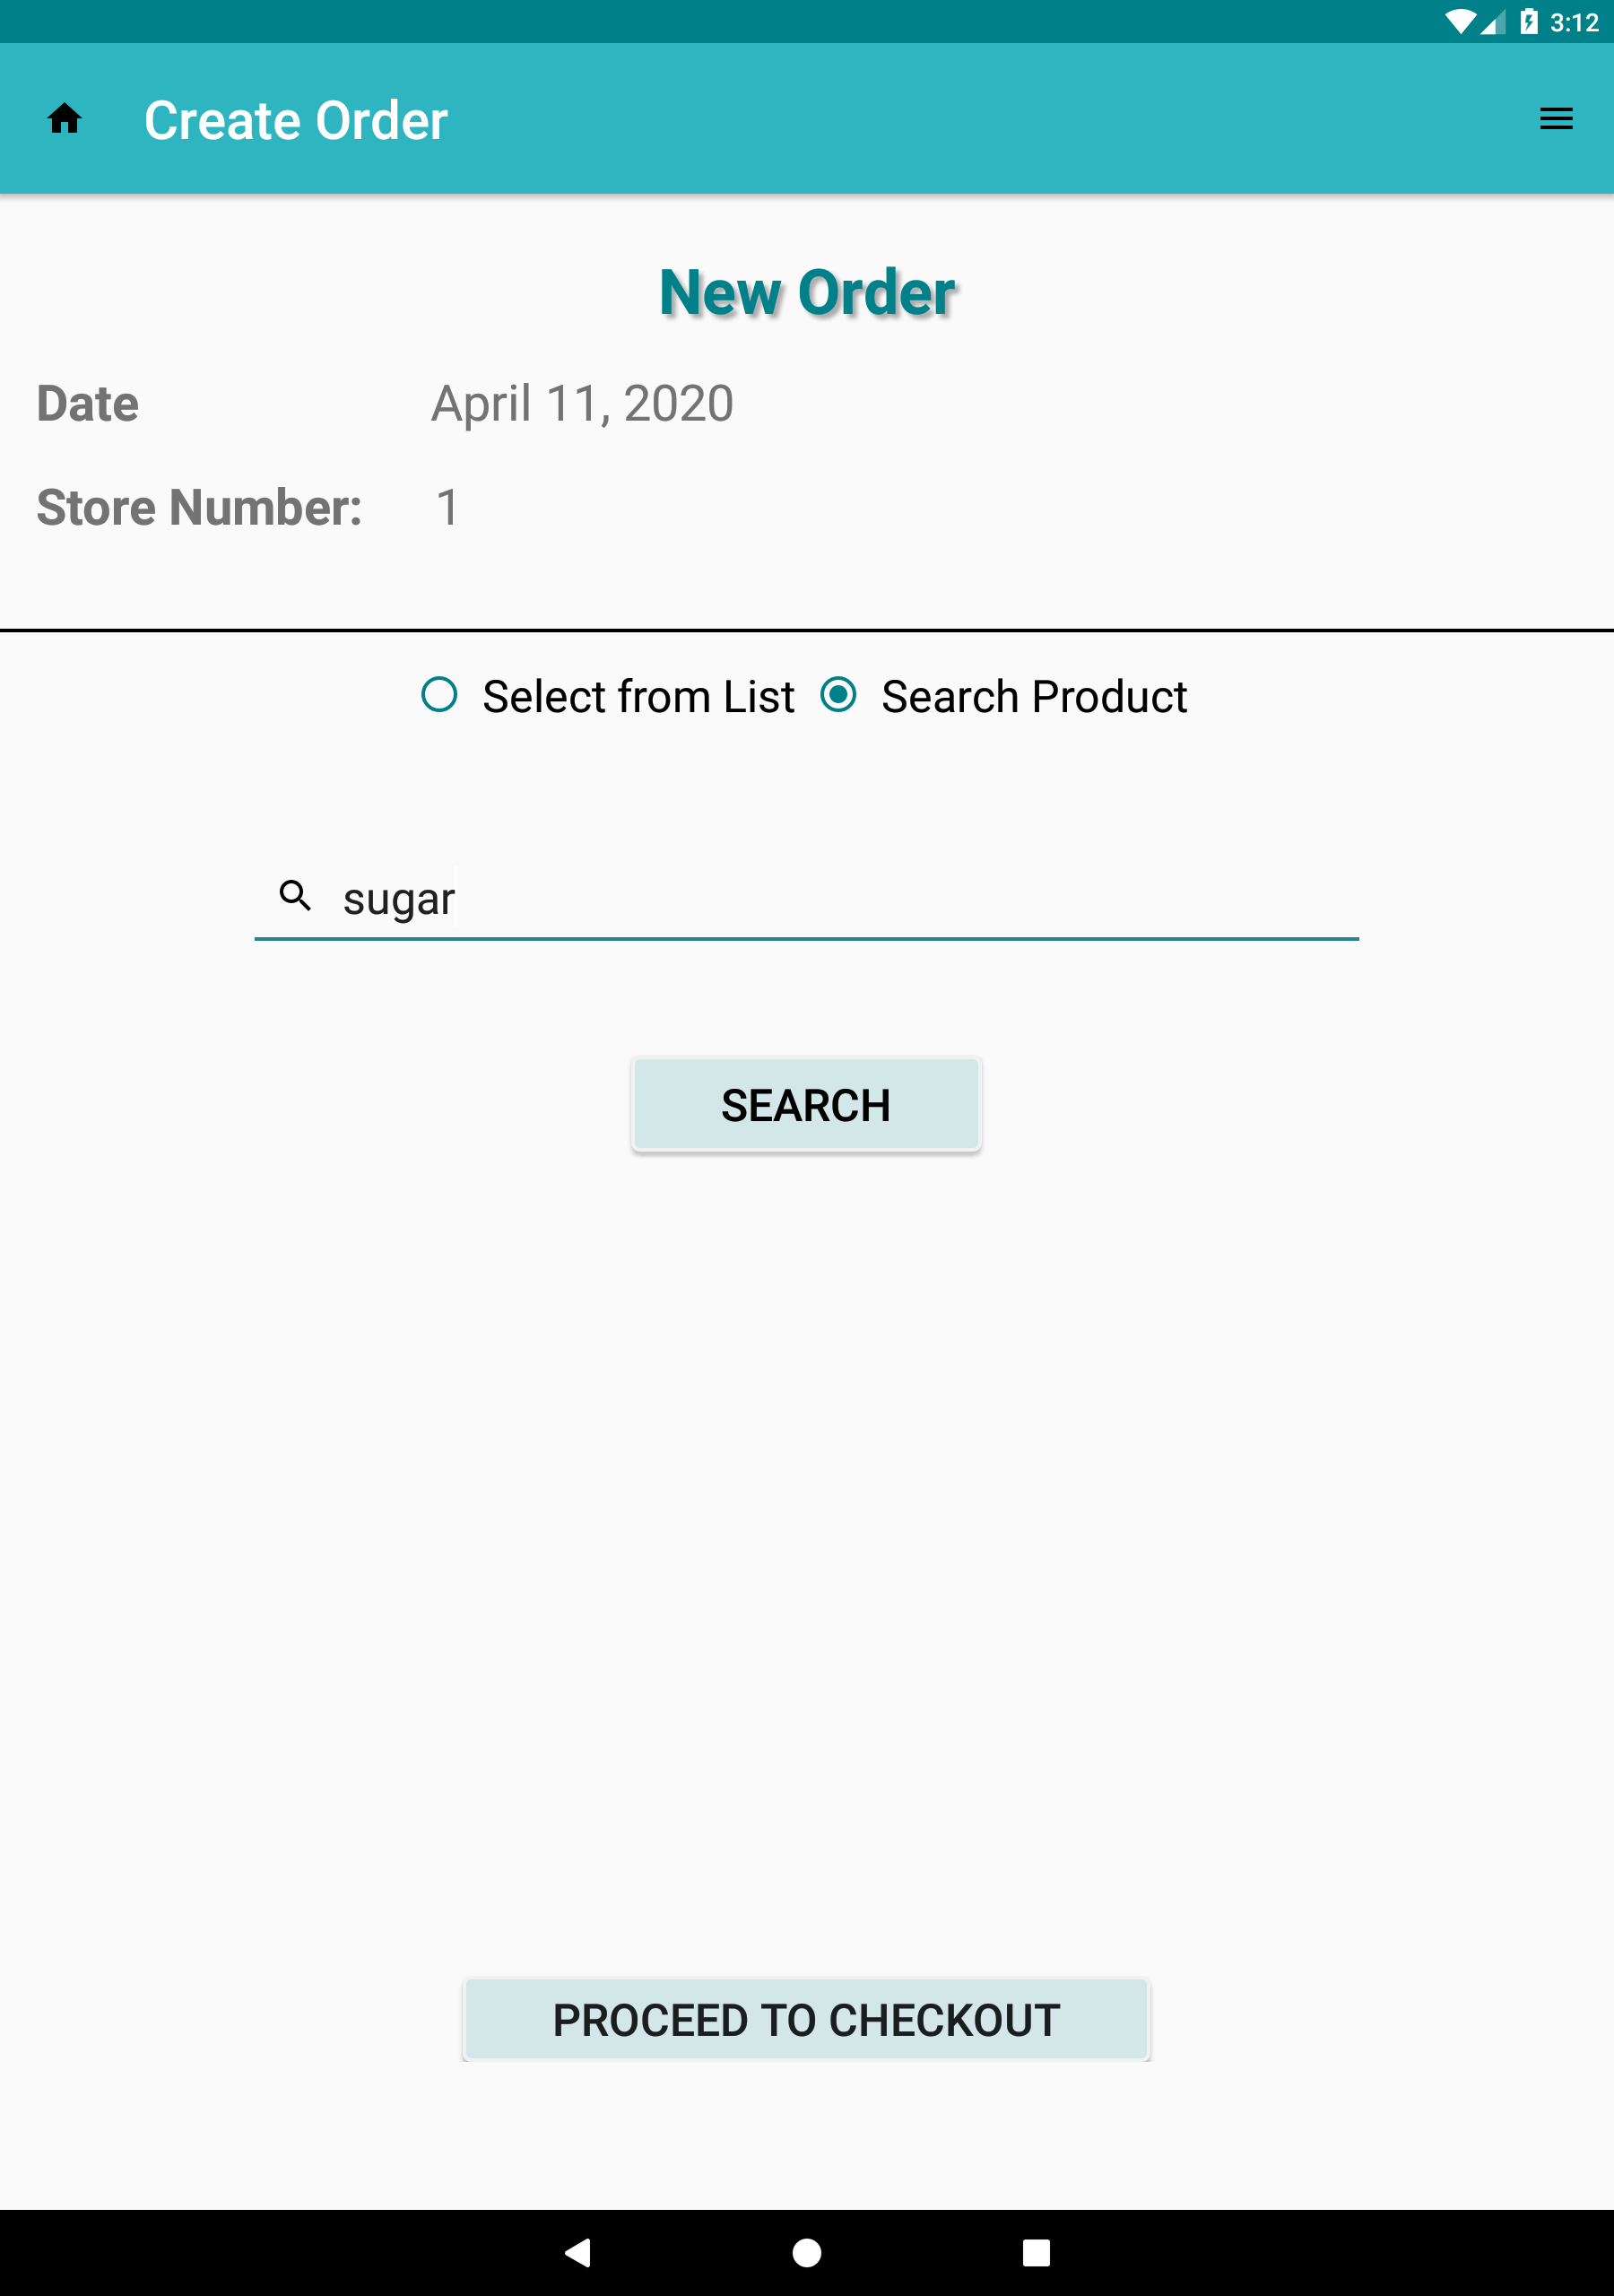 3:12
Create Order
New Order
Date April 11, 2020
Store Number: 1
Select from List Search Product
sugar
SEARCH
PROCEED TO CHECKOUT